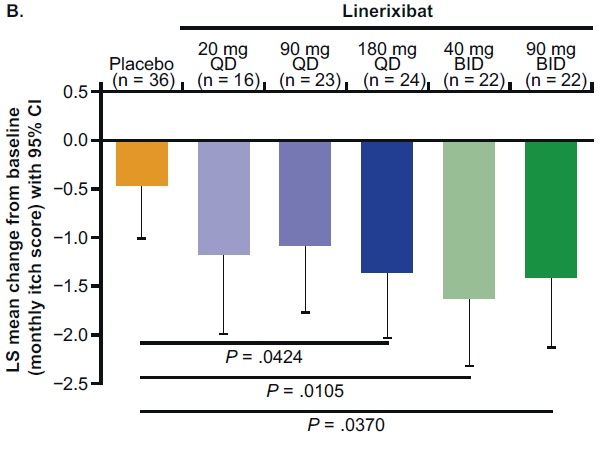 B.
Linerixibat
Placebo
(n = 36)
20 mg
QD
(n = 16)
90 mg
QD
(n = 23)
180 mg
QD
(n = 24)
40 mg
BID
(n = 22)
90 mg
BID
(n = 22)
LS mean change from baseline
(monthly itch score) with 95% CI
0.5
0.0
−0.5
−1.0
−1.5
−2.0
−2.5
P = .0424
P = .0105
P = .0370